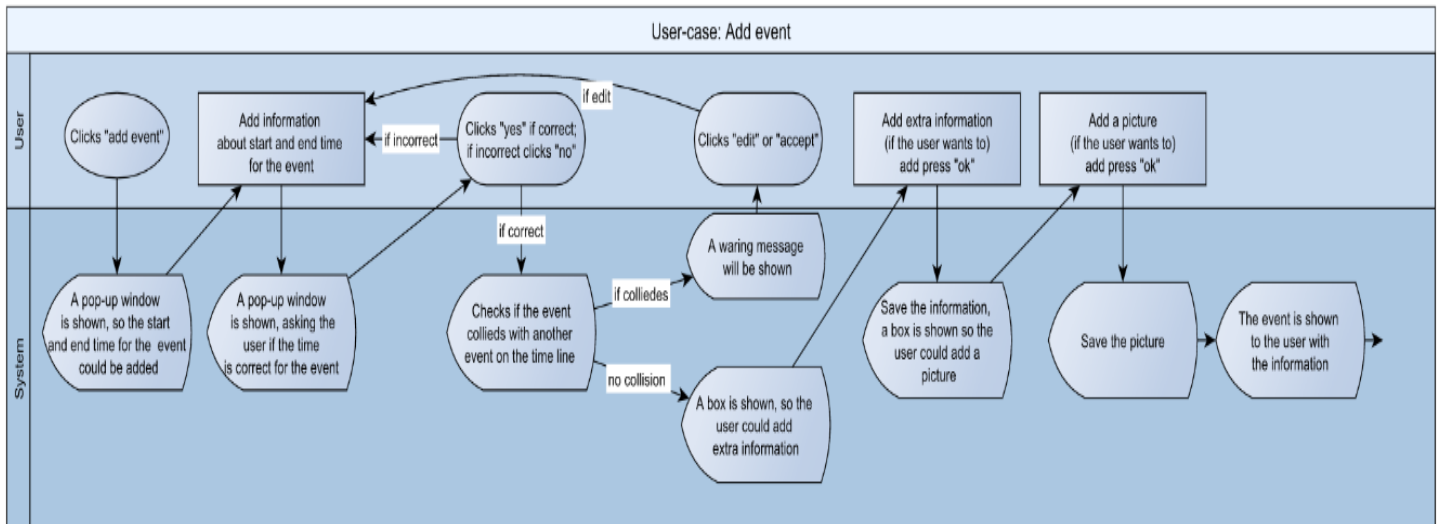 User-case: Add event
User
Clicks "add event"
Add information
about start and end time
for the event
if incorrect
Clicks "yes" if correct;
if incorrect clicks "no"
if edit
Clicks "edit" or "accept"
Add extra information
(if the user wants to)
add press "ok"
Add a picture
(if the user wants to)
add press "ok"
System
A pop-up window
is shown, so the start
and end time for the event
could be added
A pop-up window
is shown, asking the
user if the time
is correct for the event
if correct
Checks if the event
collieds with another
event on the time line
if colliedes
A waring message
will be shown
no collision
A box is shown, so the
user could add
extra information
Save the information,
a box is shown so the
user could add a
picture
Save the picture
The event is shown
to the user with
the information